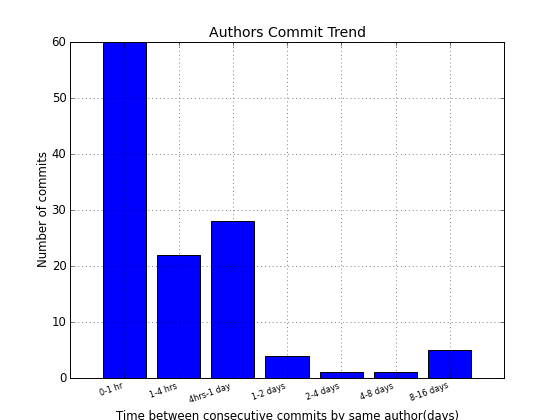 Authors Commit Trend
60
50
40
30
20
10
0
Number of commits
0-1 hr
1-4 hrs
4hrs-1 day
1-2 days
2-4 days
4-8 days
8-16 days
Time between consecutive commits by same author(days)